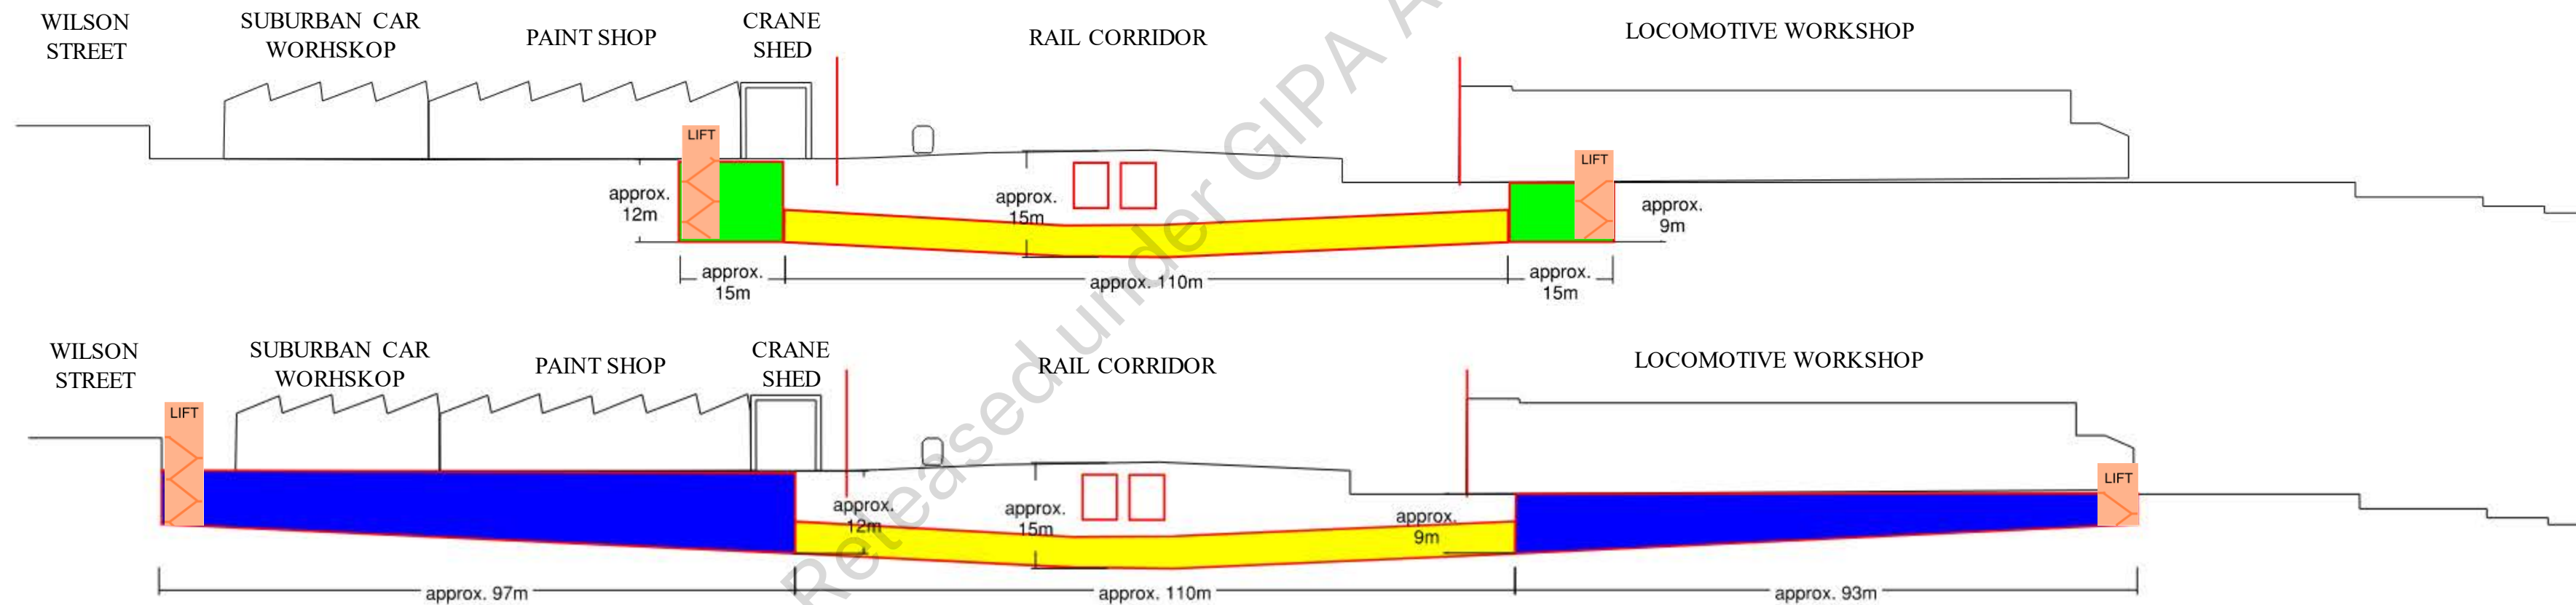 WILSON
STREET
SUBURBAN CAR
WORHSKOP
PAINT SHOP
CRANE
SHED
RAIL CORRIDOR
LOCOMOTIVE WORKSHOP
LIFT
LIFT
approx.
12m
approx.
15m
approx.
9m
approx.
15m
approx. 110m
approx.
15m
WILSON
STREET
SUBURBAN CAR
WORHSKOP
PAINT SHOP
CRANE
SHED
RAIL CORRIDOR
LOCOMOTIVE WORKSHOP
LIFT
LIFT
approx.
12m
approx.
15m
approx.
9m
approx. 97m
approx. 110m
approx. 93m
Released under GIPA A